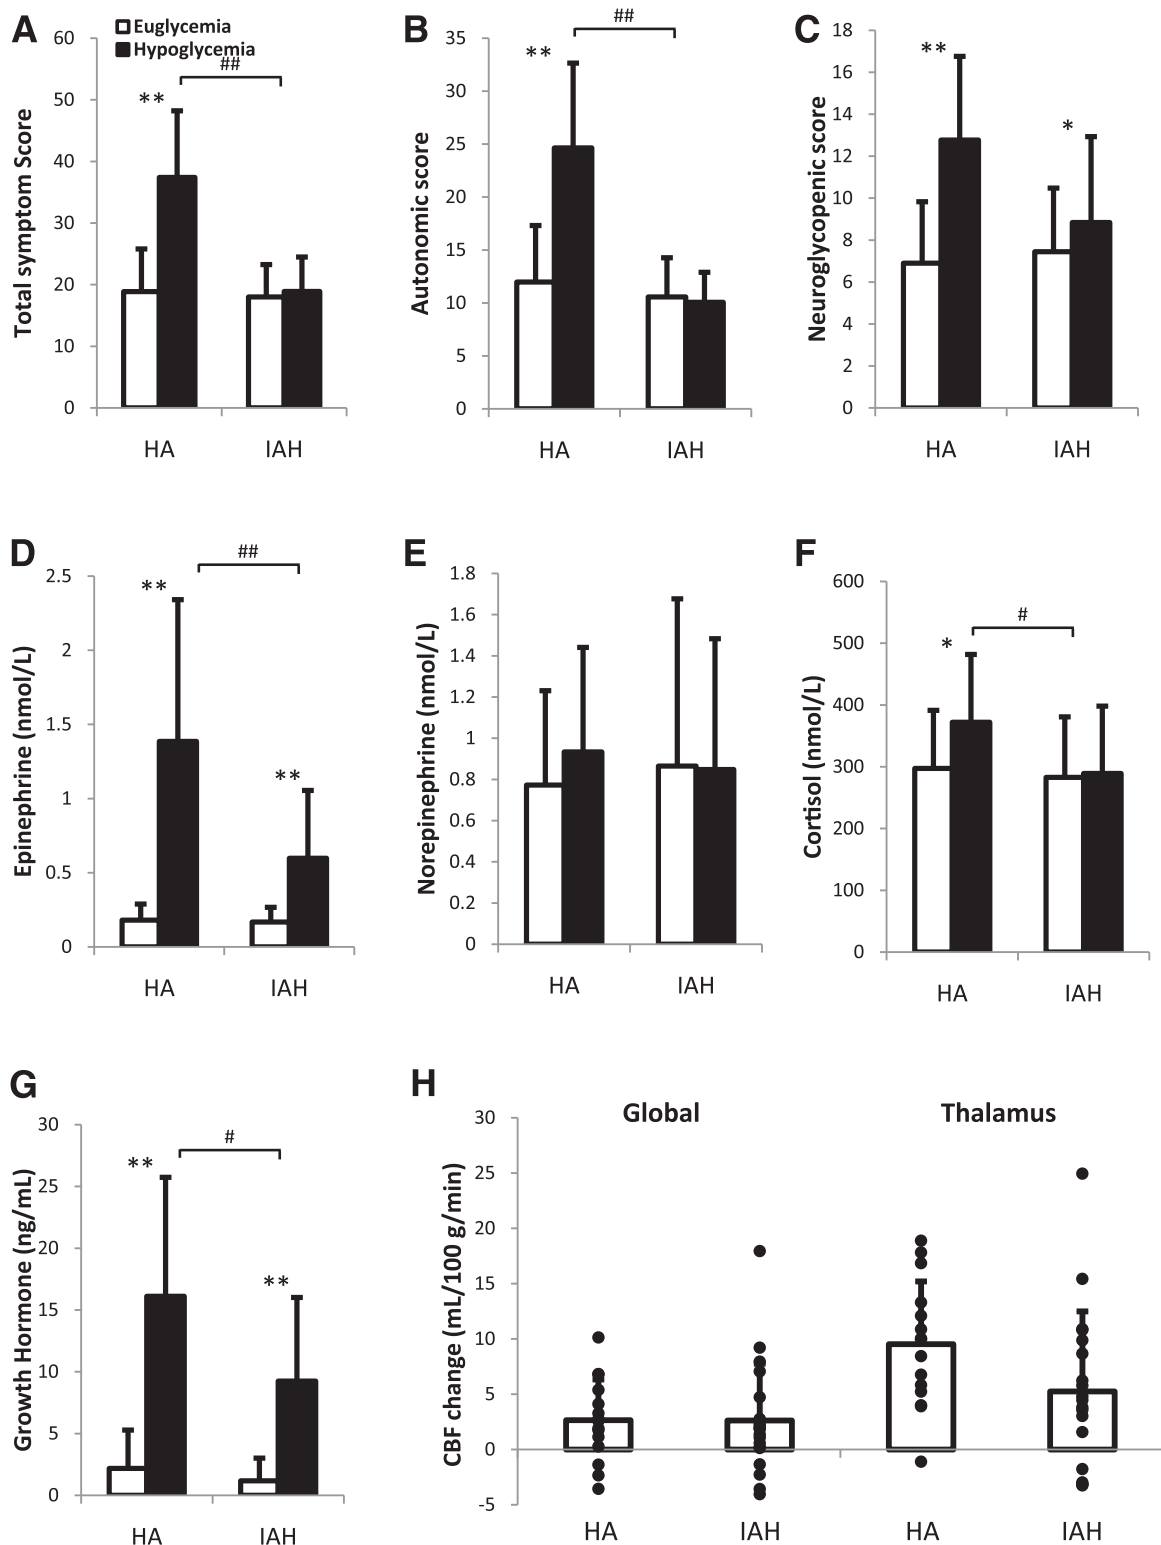 A
Euglycemia
Hypoglycemia
Total symptom Score
60
50
40
30
20
10
0
**
##
HA
IAH
B
Autonomic score
35
30
25
20
15
10
5
0
**
##
HA
IAH
C
Neuroglycopenic score
18
16
14
12
10
8
6
4
2
0
**
*
HA
IAH
D
Epinephrine (nmol/L)
2.5
2
1.5
1
0.5
0
**
##
**
HA
IAH
E
Norepinephrine (nmol/L)
1.8
1.6
1.4
1.2
1
0.8
0.6
0.4
0.2
0
HA
IAH
F
Cortisol (nmol/L)
600
500
400
300
200
100
0
*
#
HA
IAH
G
Growth Hormone (ng/mL)
30
25
20
15
10
5
0
**
#
**
HA
IAH
H
Global
Thalamus
CBF change (mL/100 g/min)
30
25
20
15
10
5
0
-5
HA
IAH
HA
IAH